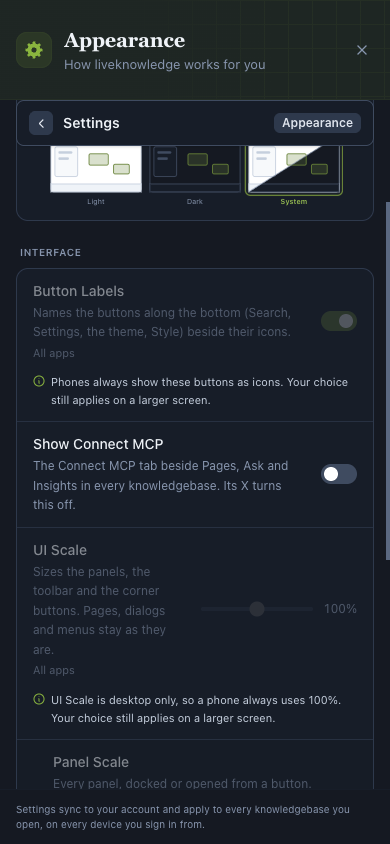 Appearance
How liveknowledge works for you
Settings
Appearance
Light
Dark
System
INTERFACE
Button Labels
Names the buttons along the bottom (Search,
Settings, the theme, Style) beside their icons.
All apps
Phones always show these buttons as icons. Your choice
still applies on a larger screen.
Show Connect MCP
The Connect MCP tab beside Pages, Ask and
Insights in every knowledgebase. Its X turns
this off.
UI Scale
Sizes the panels, the
toolbar and the corner
buttons. Pages, dialogs
and menus stay as they
are.
100%
All apps
UI Scale is desktop only, so a phone always uses 100%.
Your choice still applies on a larger screen.
Panel Scale
Every panel, docked or opened from a button.
Settings sync to your account and apply to every knowledgebase you
open, on every device you sign in from.